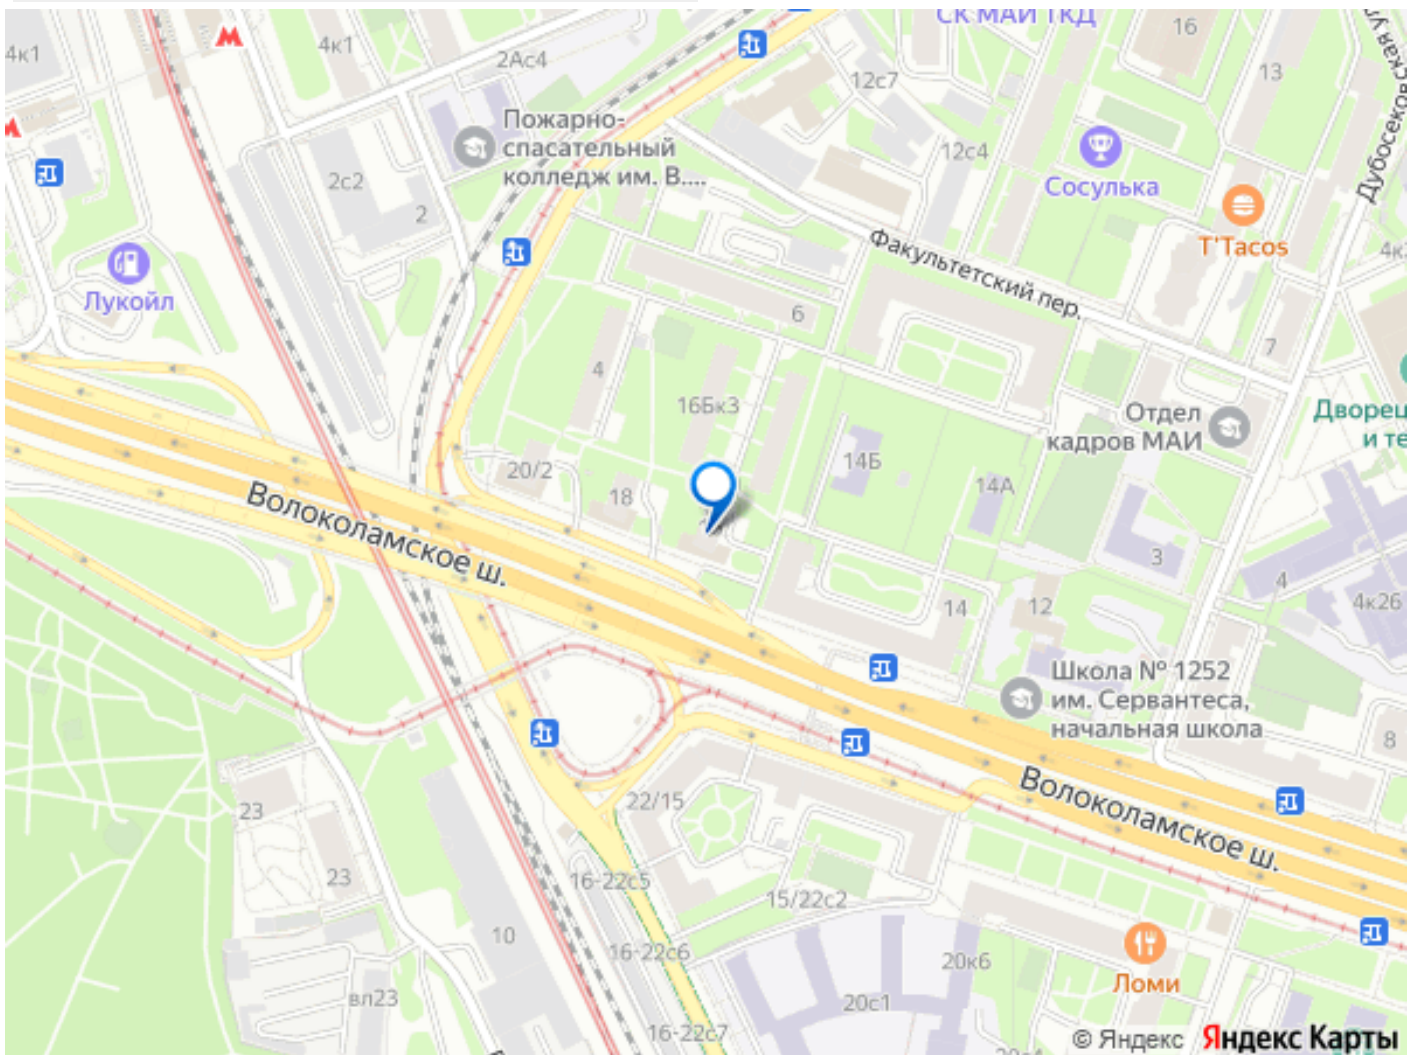 СК МАИ ТКД
16
4к1
4к1
2Ас4
13
12с7
Дубосековская ул.
Пожарно-
спасательный
колледж им. В....
12с4
2с2
Сосулька
2
T'Tacos
Факультетский пер.
4к
Лукойл
6
7
4
16Бк3
Отдел
кадров МАИ
Дворец
и те
14Б
20/2
14А
18
Волоколамское ш.
3
4
4к26
14
12
Школа № 1252
им. Сервантеса,
начальная школа
8
Волоколамское ш.
22/15
23
23
16-22с5
15/22с2
10
16-22с6
20к6
Ломи
вл23
20с1
16-22с7
© Яндекс Яндекс Карты